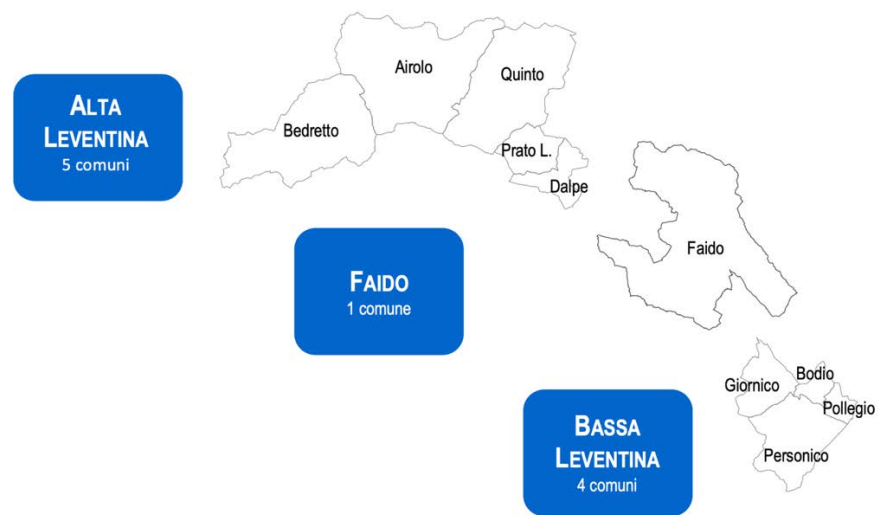 ALTA
LEVENTINA
5 comuni
Airolo
Quinto
Bedretto
Prato L.
Dalpe
FAIDO
1 comune
Faido
Giornico
Bodio
Pollegio
Personico
BASSA
LEVENTINA
4 comuni